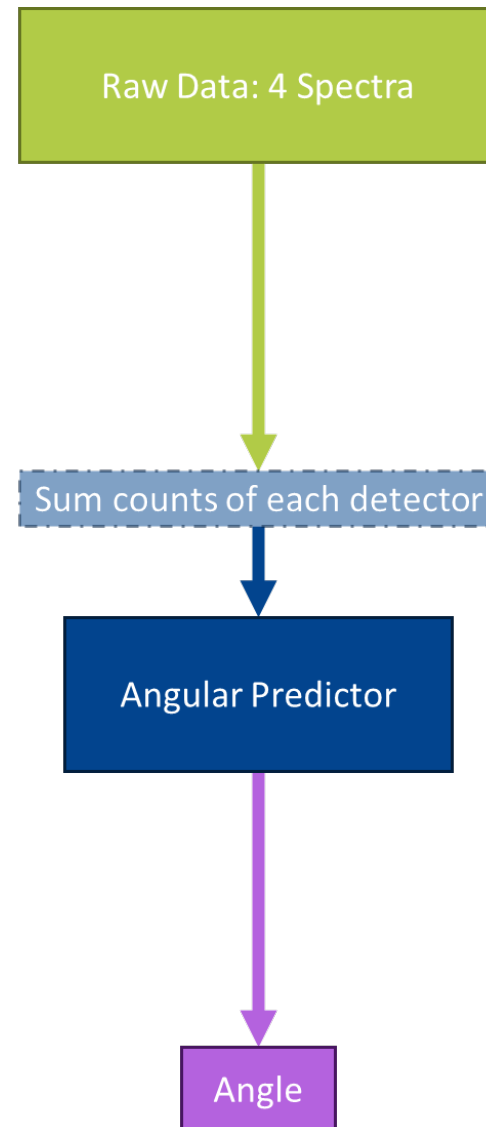 Raw Data: 4 Spectra
Sum counts of each detector
Angular Predictor
Angle